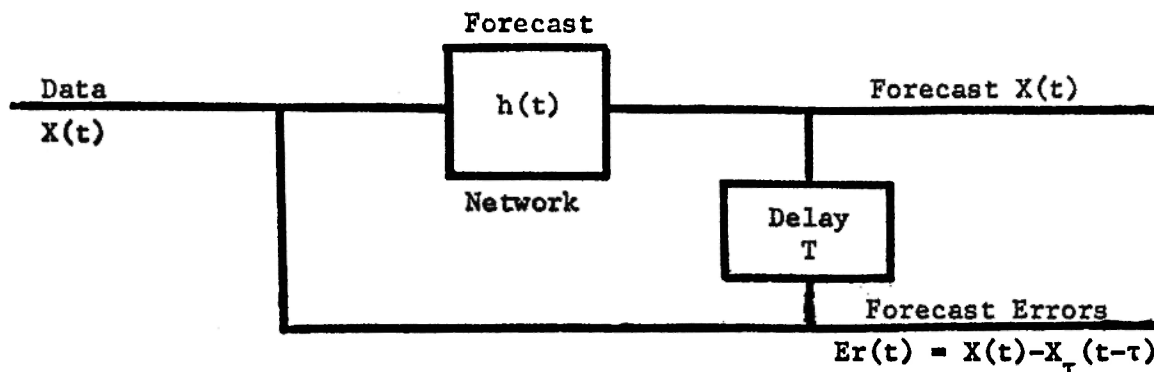 Forecast
Data
X(t)
h(t)
Network
Forecast X(t)
Delay
T
Forecast Errors
Er(t) = X(t)-X_τ(t-τ)